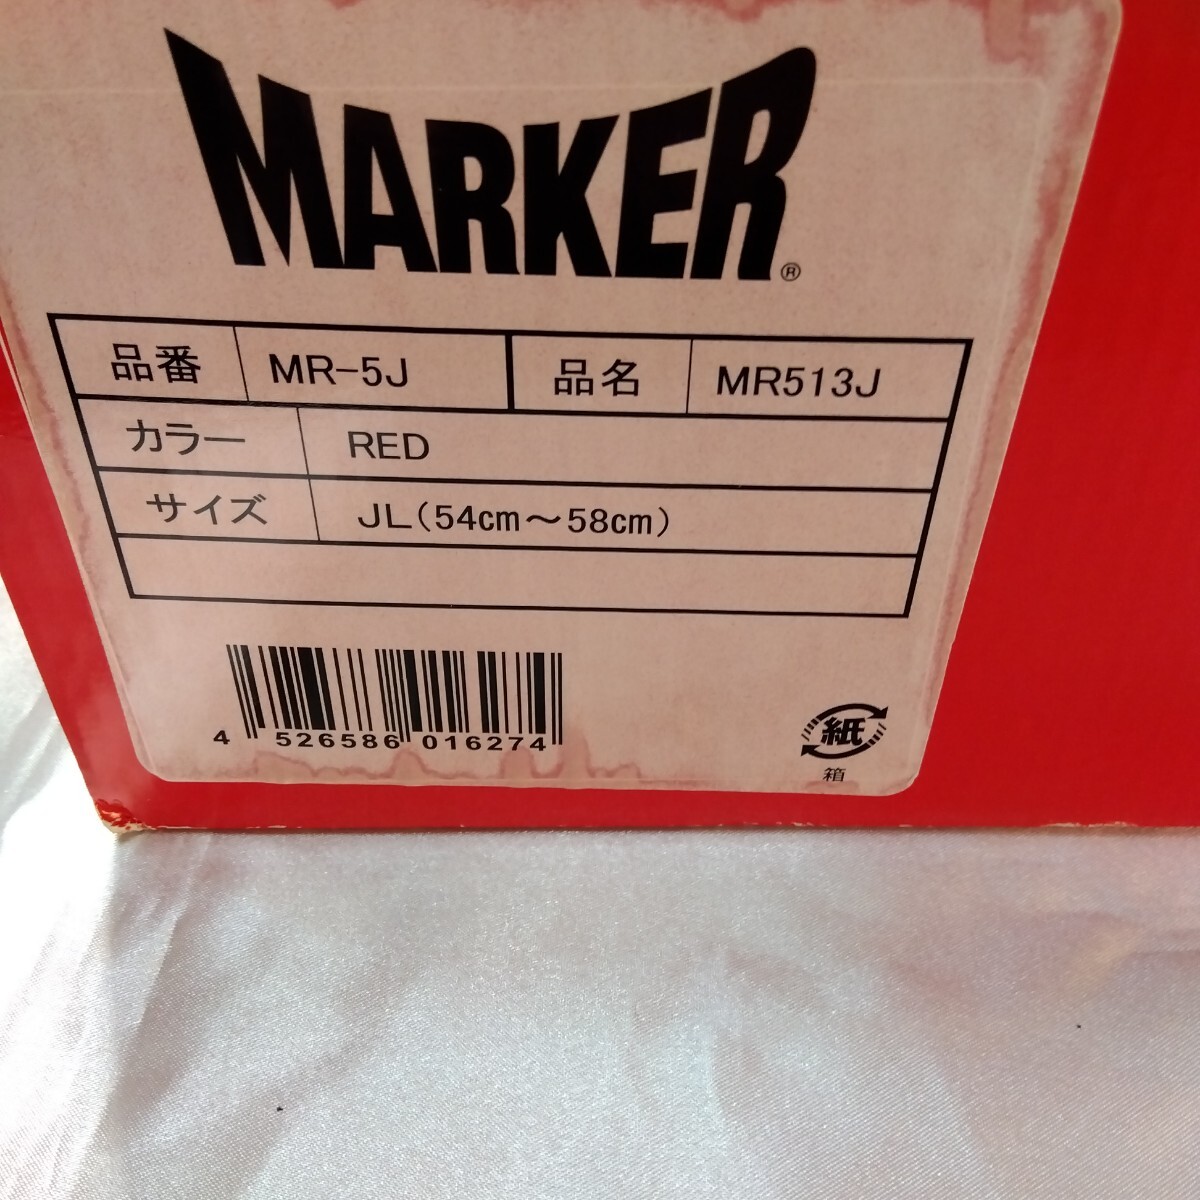 MARKER®
品番 MR-5J 品名 MR513J
カラー RED
サイズ JL(54cm～58cm)
4 526586 016274
紙
箱